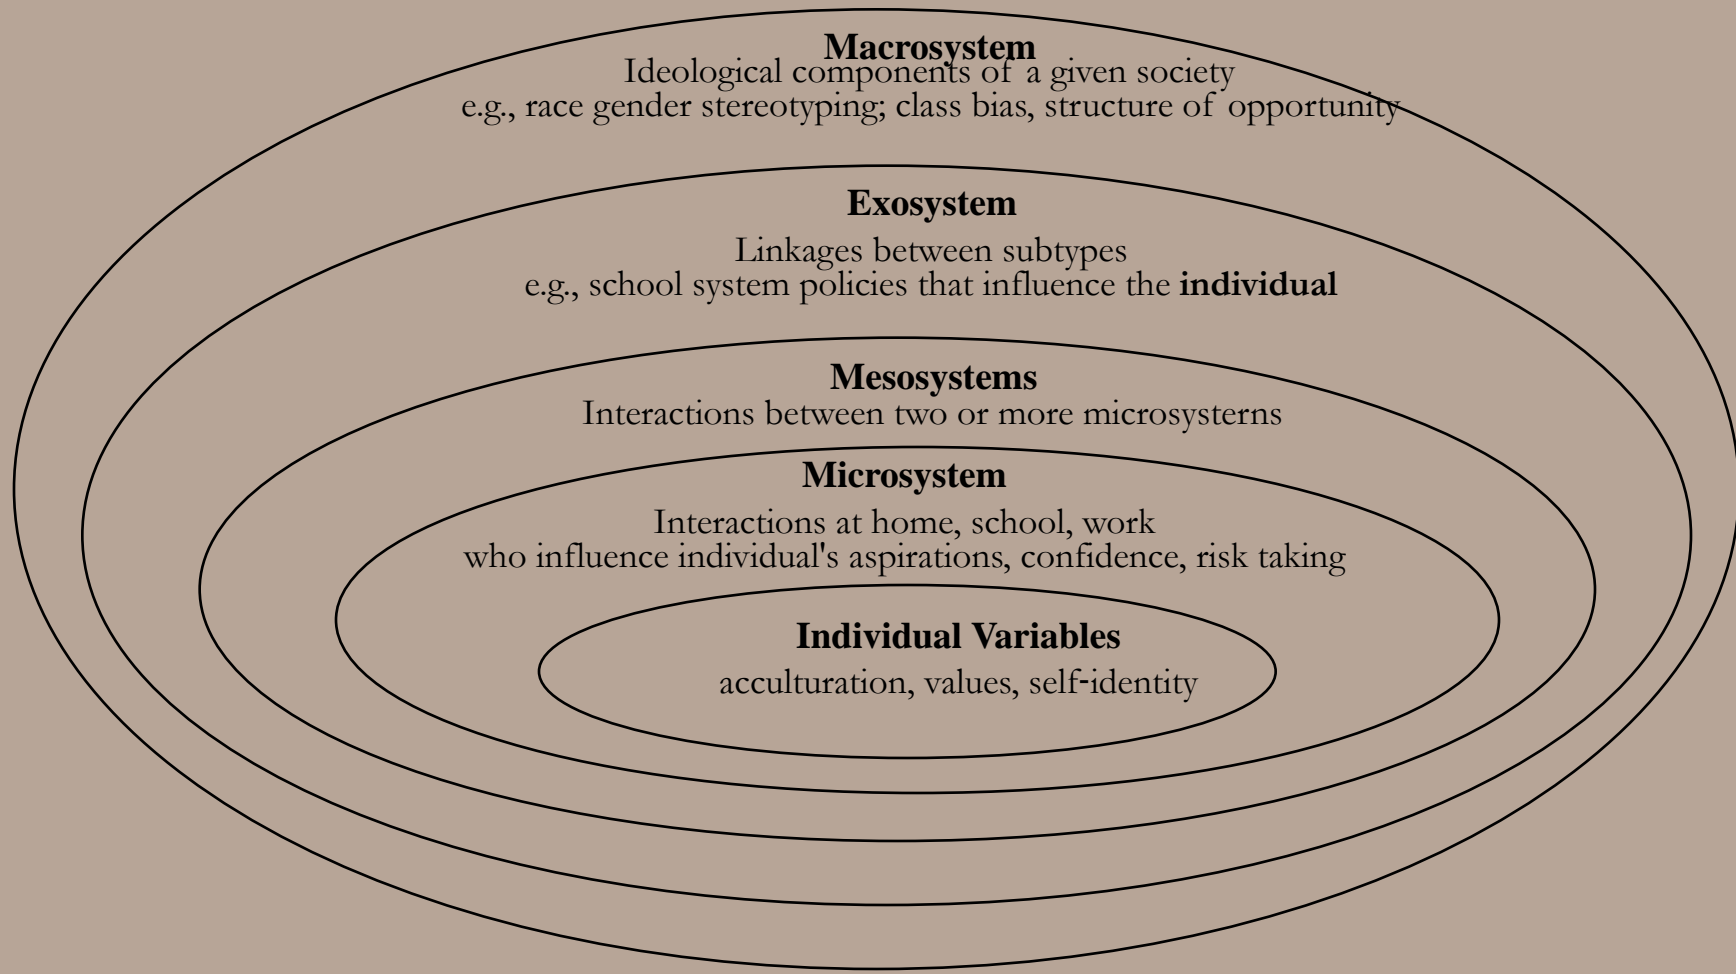 Macrosystem
Ideological components of a given society
e.g., race gender stereotyping; class bias, structure of opportunity
Exosystem
Linkages between subtypes
e.g., school system policies that influence the individual
Mesosystems
Interactions between two or more microsysterns
Microsystem
Interactions at home, school, work
who influence individual's aspirations, confidence, risk taking
Individual Variables
acculturation, values, self-identity